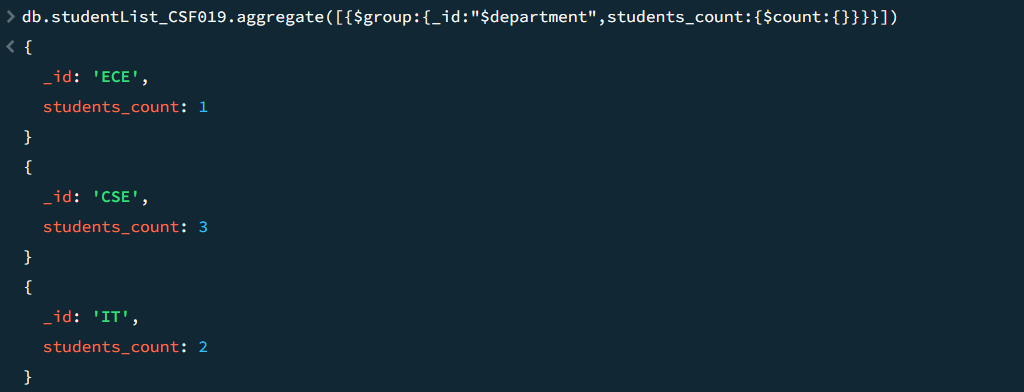 > db.studentList_CSF019.aggregate([{$group:{_id:"$department",students_count:{$count:{}}}}])
< {
_id: 'ECE',
students_count: 1
}
{
_id: 'CSE',
students_count: 3
}
{
_id: 'IT',
students_count: 2
}